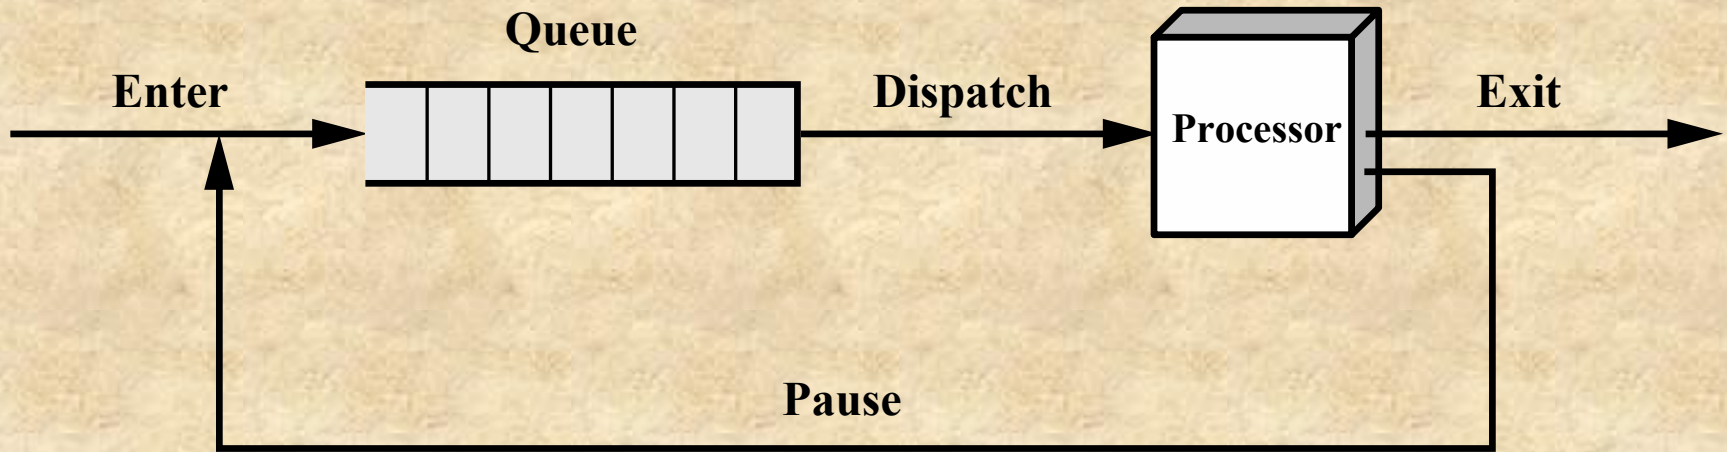 Queue
Enter
Dispatch
Processor
Exit
Pause